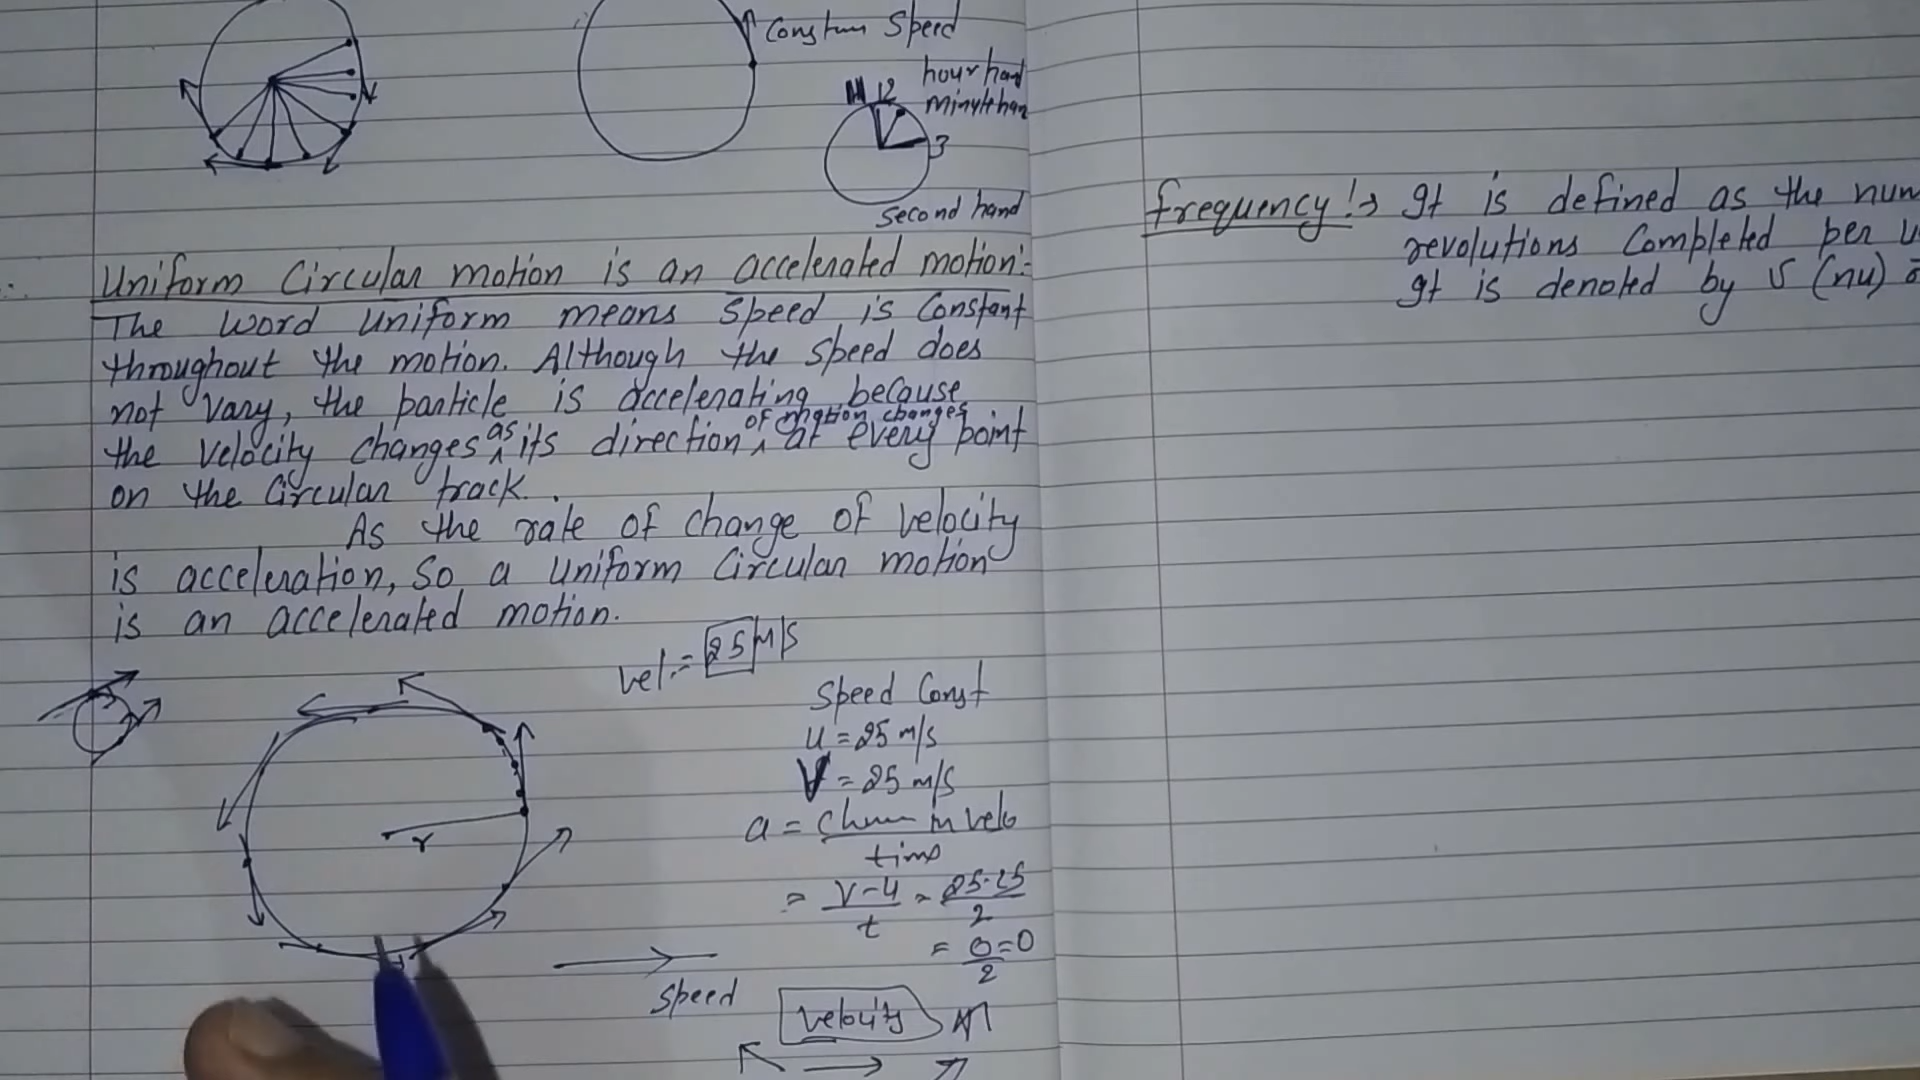 Constan Speed
hour hand
12
minute han
3
Second hand
Uniform Circular motion is an accelerated motion:-
The word uniform means Speed is Constant
throughout the motion. Although the speed does
not vary, the particle is accelerating because
of motion changes
the velocity changes as its direction at every point
on the Circular track.
As the rate of change of velocity
is acceleration, So a Uniform Circular motion
is an accelerated motion.
vel. = 25 M/S
Speed Const
u = 25 m/s
V = 25 m/s
r
a = in velo
time
= V-u = 25-25
t 2
= 0 = 0
2
Speed
Velocity
frequency :→ It is defined as the num
revolutions Completed per u
It is denoted by υ (nu) o